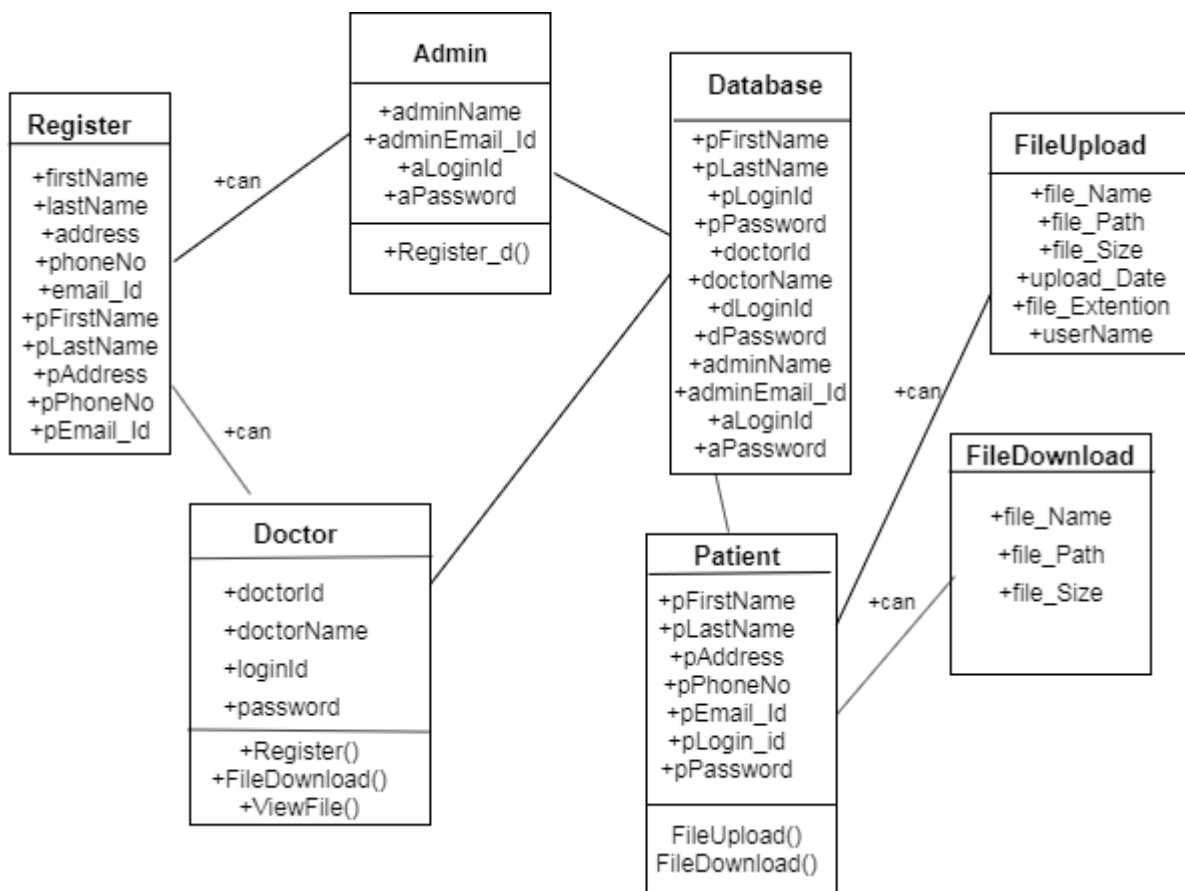 Register
+firstName
+lastName
+address
+phoneNo
+email_Id
+pFirstName
+pLastName
+pAddress
+pPhoneNo
+pEmail_Id
+can
+can
Admin
+adminName
+adminEmail_Id
+aLoginId
+aPassword
+Register_d()
Database
+pFirstName
+pLastName
+pLoginId
+pPassword
+doctorId
+doctorName
+dLoginId
+dPassword
+adminName
+adminEmail_Id
+aLoginId
+aPassword
FileUpload
+file_Name
+file_Path
+file_Size
+upload_Date
+file_Extention
+userName
+can
FileDownload
+file_Name
+file_Path
+file_Size
+can
Doctor
+doctorId
+doctorName
+loginId
+password
+Register()
+FileDownload()
+ViewFile()
Patient
+pFirstName
+pLastName
+pAddress
+pPhoneNo
+pEmail_Id
+pLogin_id
+pPassword
FileUpload()
FileDownload()